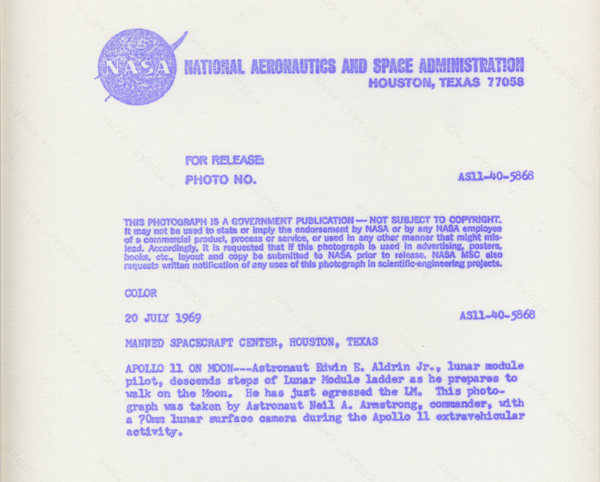 NASA
NATIONAL AERONAUTICS AND SPACE ADMINISTRATION
HOUSTON, TEXAS 77058
FOR RELEASE:
PHOTO NO. AS11-40-5868
THIS PHOTOGRAPH IS A GOVERNMENT PUBLICATION — NOT SUBJECT TO COPYRIGHT.
It may not be used to state or imply the endorsement by NASA or by any NASA employee
of a commercial product, process or service, or used in any other manner that might mis-
lead. Accordingly, it is requested that if this photograph is used in advertising, posters,
books, etc., layout and copy be submitted to NASA prior to release. NASA MSC also
requests written notification of any uses of this photograph in scientific-engineering projects.
COLOR
20 JULY 1969 AS11-40-5868
MANNED SPACECRAFT CENTER, HOUSTON, TEXAS
APOLLO 11 ON MOON---Astronaut Edwin E. Aldrin Jr., lunar module
pilot, descends steps of Lunar Module ladder as he prepares to
walk on the Moon. He has just egressed the LM. This photo-
graph was taken by Astronaut Neil A. Armstrong, commander, with
a 70mm lunar surface camera during the Apollo 11 extravehicular
activity.